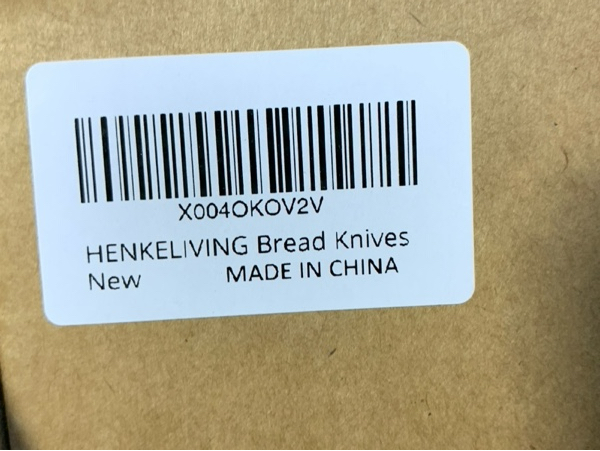 X004OKOV2V
HENKELIVING Bread Knives
New MADE IN CHINA